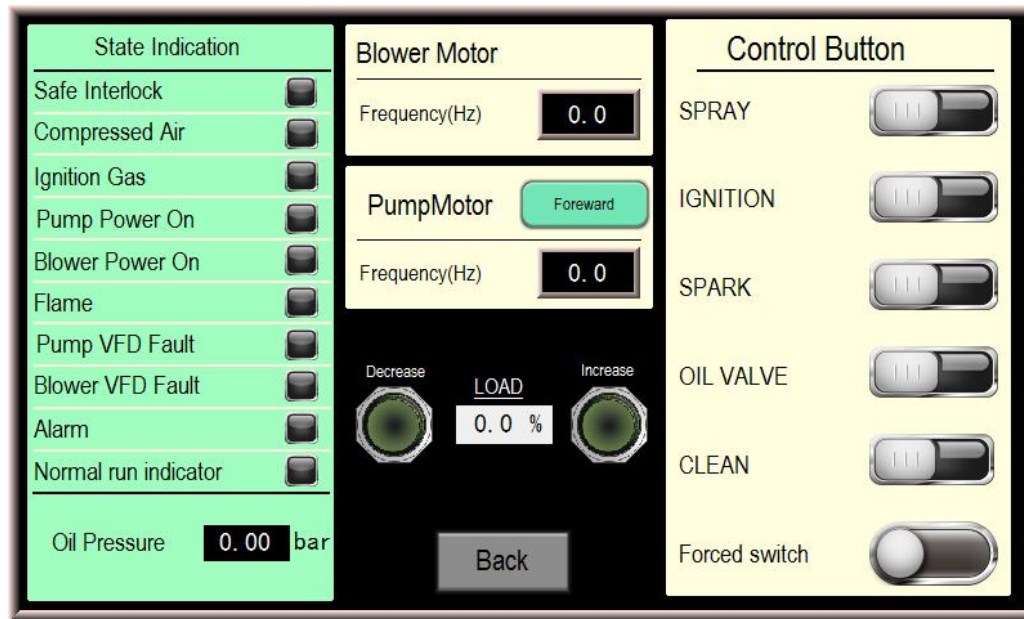 State Indication
Safe Interlock
Compressed Air
Ignition Gas
Pump Power On
Blower Power On
Flame
Pump VFD Fault
Blower VFD Fault
Alarm
Normal run indicator
Oil Pressure 0.00 bar
Blower Motor
Frequency(Hz) 0.0
PumpMotor Foreward
Frequency(Hz) 0.0
Decrease LOAD Increase
0.0 %
Back
Control Button
SPRAY
IGNITION
SPARK
OIL VALVE
CLEAN
Forced switch